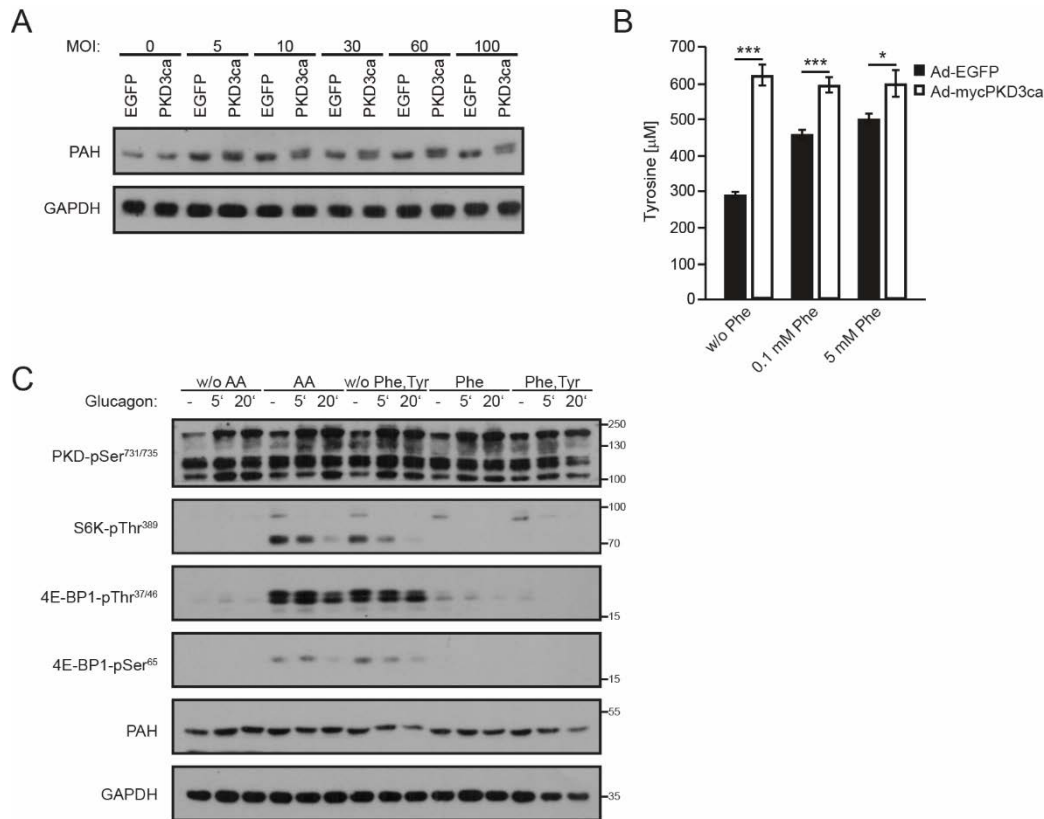 A
MOI: 0 5 10 30 60 100
EGFP PKD3ca EGFP PKD3ca EGFP PKD3ca EGFP PKD3ca EGFP PKD3ca EGFP PKD3ca
PAH
GAPDH
B
700
600
500
400
300
200
100
0
Tyrosine [µM]
*** *** *
Ad-EGFP
Ad-mycPKD3ca
w/o Phe 0.1 mM Phe 5 mM Phe
C
w/o AA AA w/o Phe,Tyr Phe Phe,Tyr
Glucagon: - 5‘ 20‘ - 5‘ 20‘ - 5‘ 20‘ - 5‘ 20‘ - 5‘ 20‘
PKD-pSer731/735
250
130
100
S6K-pThr389
100
70
4E-BP1-pThr37/46
15
4E-BP1-pSer65
15
PAH
55
GAPDH
35